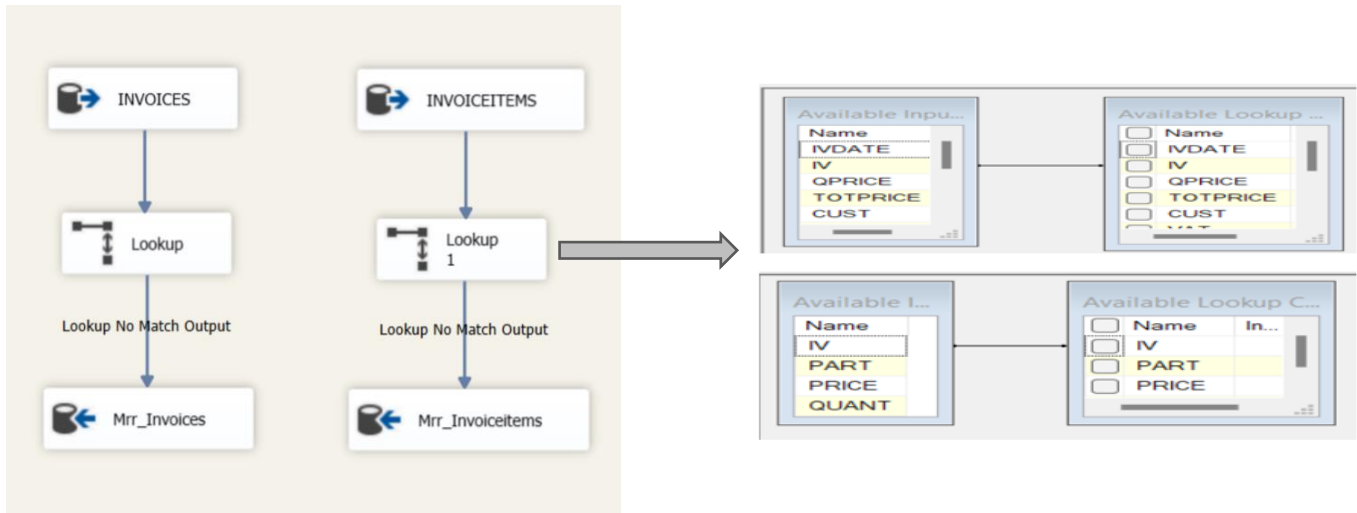 INVOICES
INVOICEITEMS
Lookup
Lookup
1
Lookup No Match Output
Lookup No Match Output
Mrr_Invoices
Mrr_Invoiceitems
Available Inpu...
Name
IVDATE
IV
QPRICE
TOTPRICE
CUST
Available Lookup ...
Name
IVDATE
IV
QPRICE
TOTPRICE
CUST
Available I...
Name
IV
PART
PRICE
QUANT
Available Lookup C...
Name In...
IV
PART
PRICE